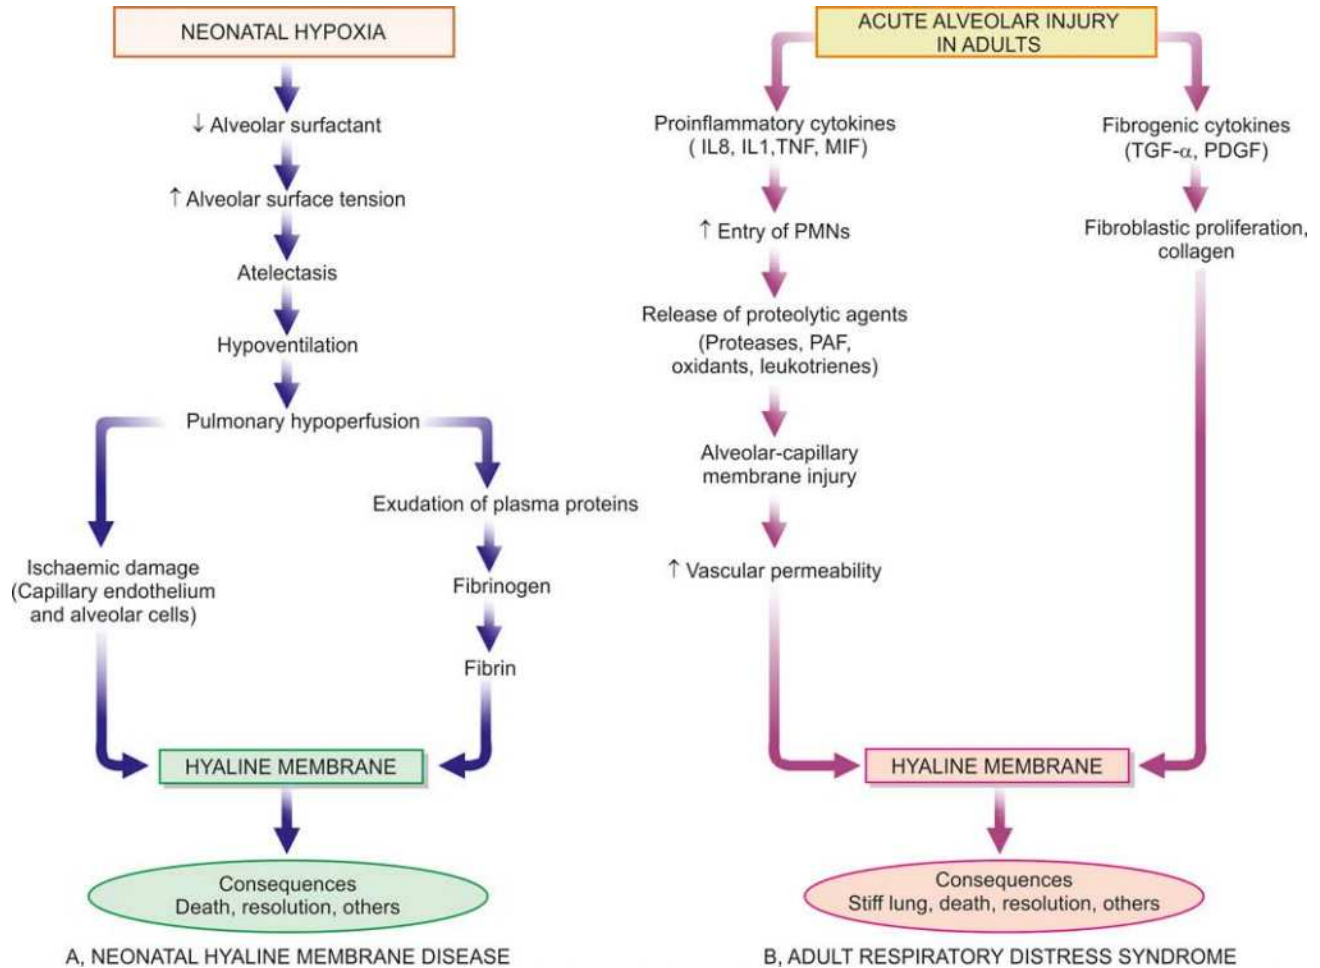 NEONATAL HYPOXIA
↓ Alveolar surfactant
↑ Alveolar surface tension
Atelectasis
Hypoventilation
Pulmonary hypoperfusion
Ischaemic damage
(Capillary endothelium
and alveolar cells)
Exudation of plasma proteins
Fibrinogen
Fibrin
HYALINE MEMBRANE
Consequences
Death, resolution, others
A, NEONATAL HYALINE MEMBRANE DISEASE
ACUTE ALVEOLAR INJURY
IN ADULTS
Proinflammatory cytokines
( IL8, IL1,TNF, MIF)
↑ Entry of PMNs
Release of proteolytic agents
(Proteases, PAF,
oxidants, leukotrienes)
Alveolar-capillary
membrane injury
↑ Vascular permeability
Fibrogenic cytokines
(TGF-α, PDGF)
Fibroblastic proliferation,
collagen
HYALINE MEMBRANE
Consequences
Stiff lung, death, resolution, others
B, ADULT RESPIRATORY DISTRESS SYNDROME